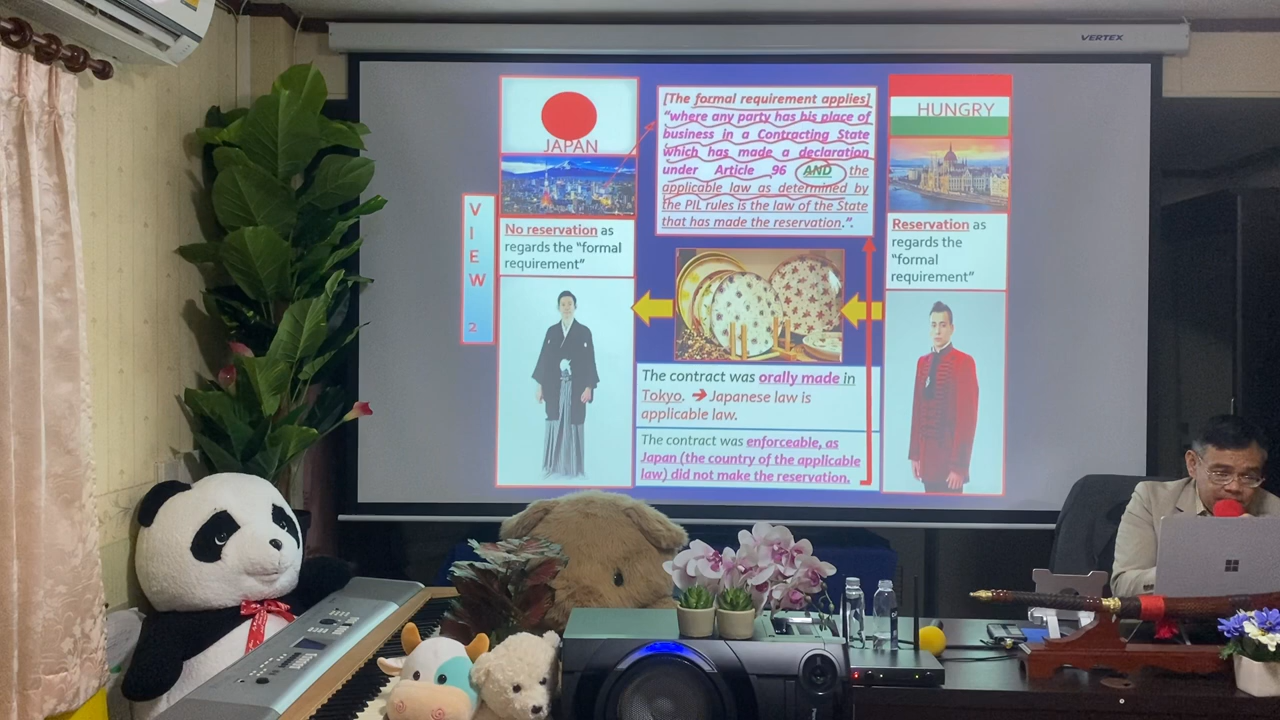 VERTEX
JAPAN
[The formal requirement applies]
"where any party has his place of
business in a Contracting State
which has made a declaration
under Article 96 AND the
applicable law as determined by
the PIL rules is the law of the State
that has made the reservation.".
HUNGRY
VIEW 2
No reservation as
regards the "formal
requirement"
Reservation as
regards the
"formal
requirement"
The contract was orally made in
Tokyo. ➔ Japanese law is
applicable law.
The contract was enforceable, as
Japan (the country of the applicable
law) did not make the reservation.